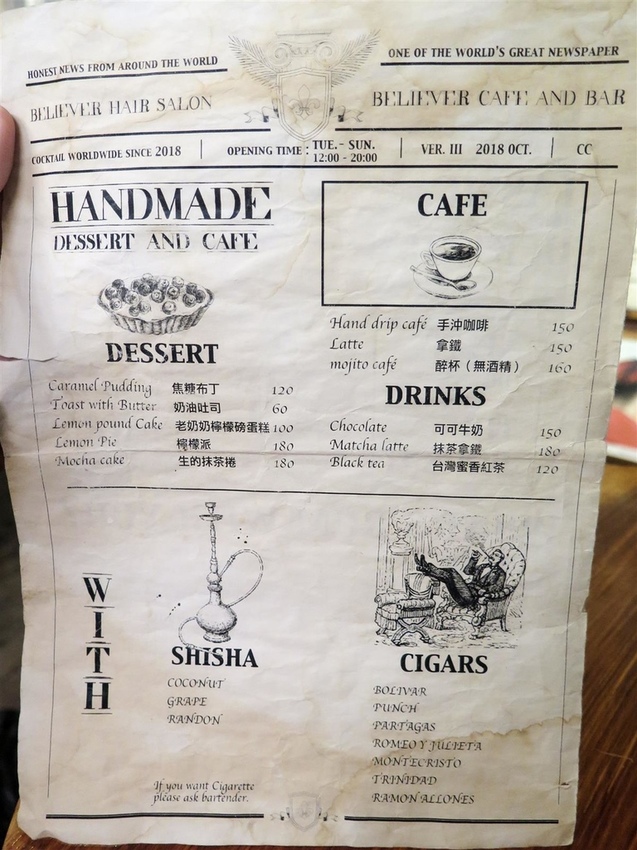 HONEST NEWS FROM AROUND THE WORLD
ONE OF THE WORLD'S GREAT NEWSPAPER
BELIEVER HAIR SALON
BELIEVER CAFE AND BAR
COCKTAIL WORLDWIDE SINCE 2018
OPENING TIME : TUE. - SUN.
12:00 - 20:00
VER. III 2018 OCT.
CC
HANDMADE
DESSERT AND CAFE
DESSERT
Caramel Pudding 焦糖布丁 120
Toast with Butter 奶油吐司 60
Lemon pound Cake 老奶奶檸檬磅蛋糕 100
Lemon Pie 檸檬派 180
Mocha cake 生的抹茶捲 180
CAFE
Hand drip café 手沖咖啡 150
Latte 拿鐵 150
mojito café 醉杯（無酒精） 160
DRINKS
Chocolate 可可牛奶 150
Matcha latte 抹茶拿鐵 180
Black tea 台灣蜜香紅茶 120
WITH
SHISHA
COCONUT
GRAPE
RANDON
If you want Cigarette
please ask bartender.
CIGARS
BOLIVAR
PUNCH
PARTAGAS
ROMEO Y JULIETA
MONTECRISTO
TRINIDAD
RAMON ALLONES